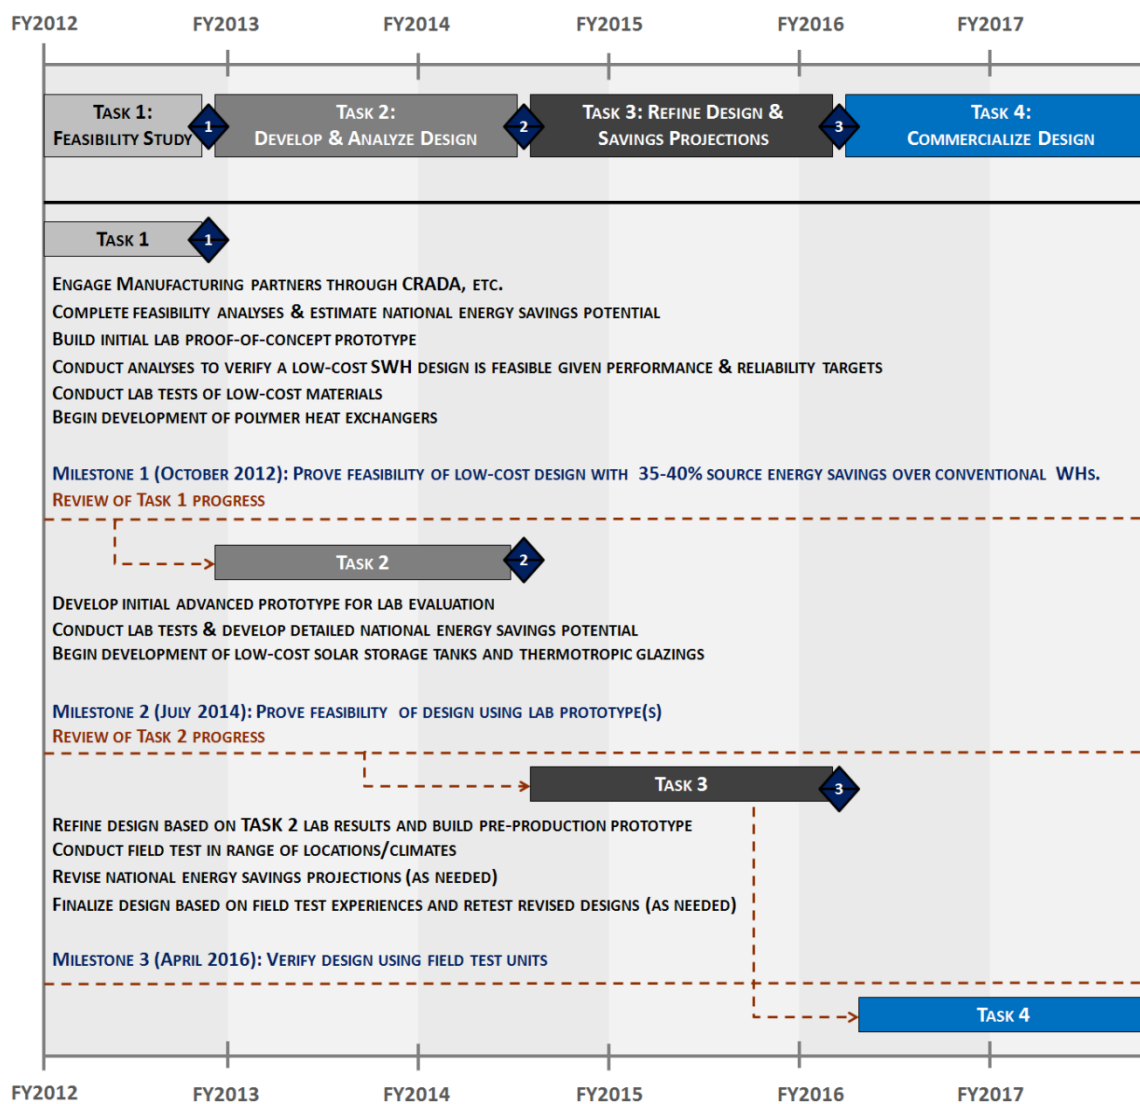 FY2012 FY2013 FY2014 FY2015 FY2016 FY2017
Task 1:
Feasibility Study
1
Task 2:
Develop & Analyze Design
2
Task 3: Refine Design &
Savings Projections
3
Task 4:
Commercialize Design
Task 1
1
Engage Manufacturing partners through CRADA, etc.
Complete feasibility analyses & estimate national energy savings potential
Build initial lab proof-of-concept prototype
Conduct analyses to verify a low-cost SWH design is feasible given performance & reliability targets
Conduct lab tests of low-cost materials
Begin development of polymer heat exchangers
Milestone 1 (October 2012): Prove feasibility of low-cost design with 35-40% source energy savings over conventional WHs.
Review of Task 1 progress
Task 2
2
Develop initial advanced prototype for lab evaluation
Conduct lab tests & develop detailed national energy savings potential
Begin development of low-cost solar storage tanks and thermotropic glazings
Milestone 2 (July 2014): Prove feasibility of design using lab prototype(s)
Review of Task 2 progress
Task 3
3
Refine design based on TASK 2 lab results and build pre-production prototype
Conduct field test in range of locations/climates
Revise national energy savings projections (as needed)
Finalize design based on field test experiences and retest revised designs (as needed)
Milestone 3 (April 2016): Verify design using field test units
Task 4
FY2012 FY2013 FY2014 FY2015 FY2016 FY2017